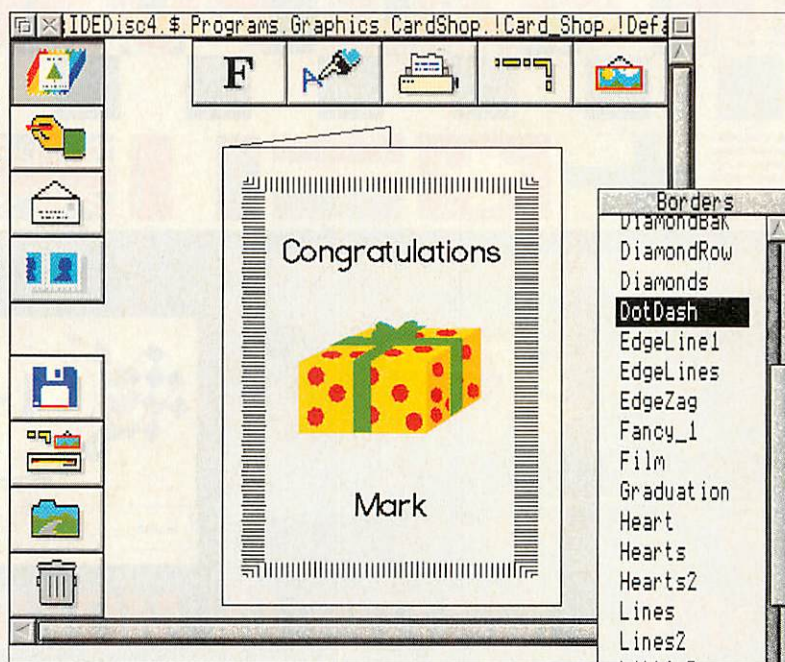 IDEDisc4.$.Programs.Graphics.CardShop.!Card_Shop.!Defa
F
A
Borders
DiamondBak
DiamondRow
Diamonds
DotDash
EdgeLine1
EdgeLines
EdgeZag
Fancy_1
Film
Graduation
Heart
Hearts
Hearts2
Lines
Lines2
Congratulations
Mark